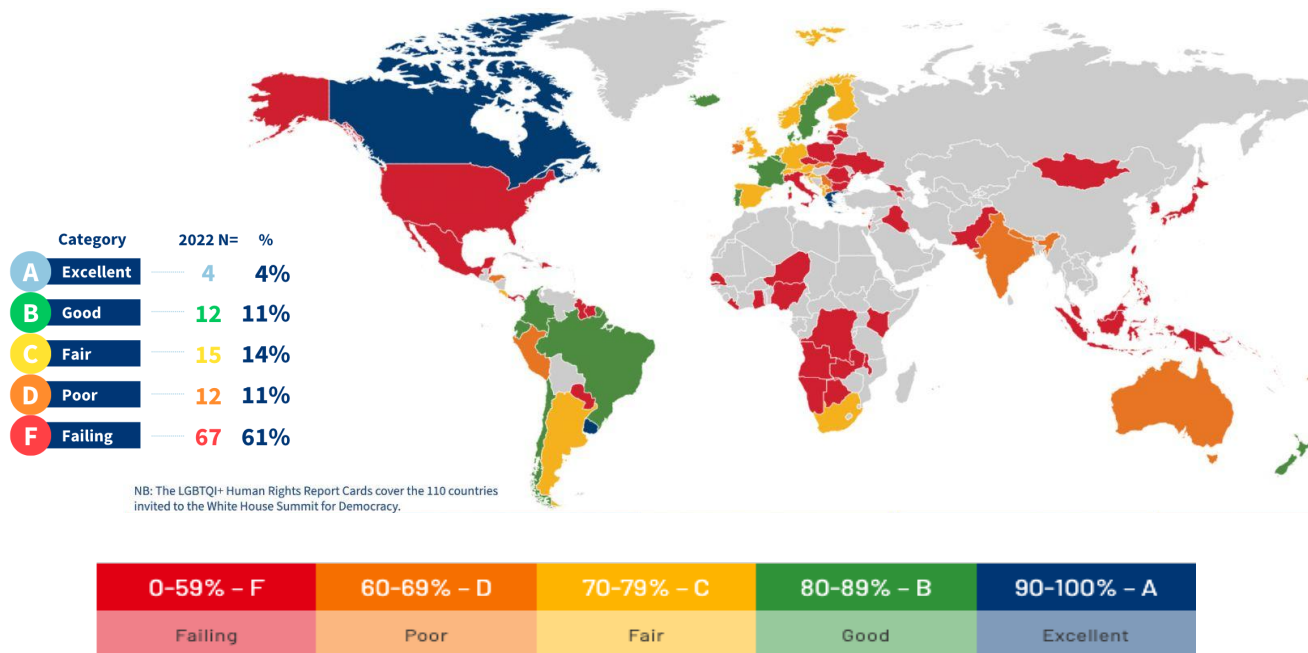 Category 2022 N= %
A Excellent 4 4%
B Good 12 11%
C Fair 15 14%
D Poor 12 11%
F Failing 67 61%
NB: The LGBTQI+ Human Rights Report Cards cover the 110 countries
invited to the White House Summit for Democracy.
0-59% – F 60-69% – D 70-79% – C 80-89% – B 90-100% – A
Failing Poor Fair Good Excellent